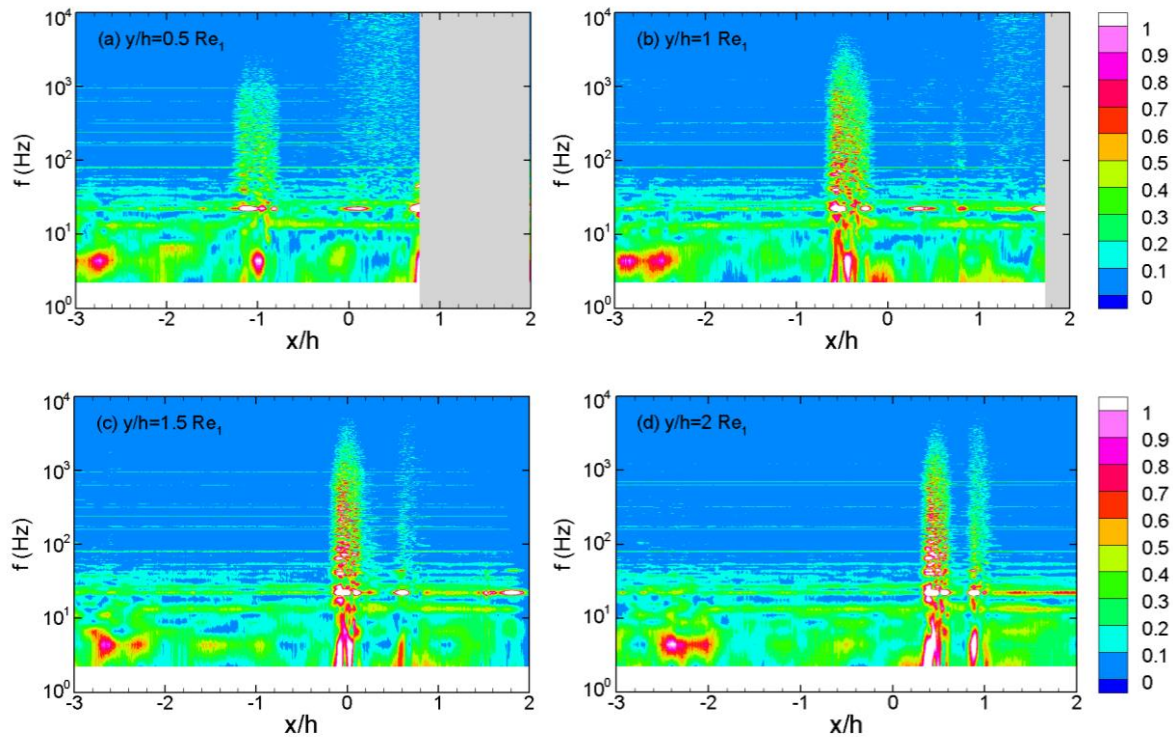 (a) y/h=0.5 Re₁
10⁴
10³
10²
10¹
10⁰
f (Hz)
-3 -2 -1 0 1 2
x/h
(b) y/h=1 Re₁
10⁴
10³
10²
10¹
10⁰
f (Hz)
-3 -2 -1 0 1 2
x/h
1
0.9
0.8
0.7
0.6
0.5
0.4
0.3
0.2
0.1
0
(c) y/h=1.5 Re₁
10⁴
10³
10²
10¹
10⁰
f (Hz)
-3 -2 -1 0 1 2
x/h
(d) y/h=2 Re₁
10⁴
10³
10²
10¹
10⁰
f (Hz)
-3 -2 -1 0 1 2
x/h
1
0.9
0.8
0.7
0.6
0.5
0.4
0.3
0.2
0.1
0